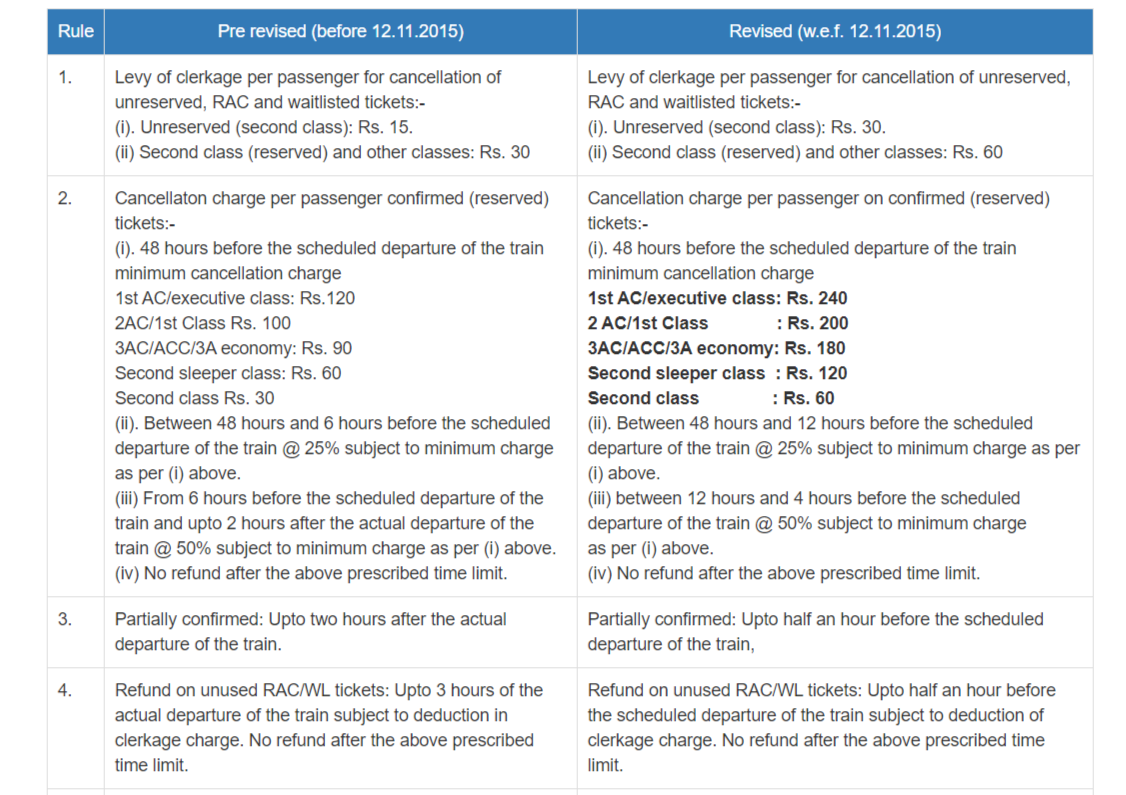 Rule
Pre revised (before 12.11.2015)
Revised (w.e.f. 12.11.2015)
1.
Levy of clerkage per passenger for cancellation of
unreserved, RAC and waitlisted tickets:-
(i). Unreserved (second class): Rs. 15.
(ii) Second class (reserved) and other classes: Rs. 30
Levy of clerkage per passenger for cancellation of unreserved,
RAC and waitlisted tickets:-
(i). Unreserved (second class): Rs. 30.
(ii) Second class (reserved) and other classes: Rs. 60
2.
Cancellaton charge per passenger confirmed (reserved)
tickets:-
(i). 48 hours before the scheduled departure of the train
minimum cancellation charge
1st AC/executive class: Rs.120
2AC/1st Class Rs. 100
3AC/ACC/3A economy: Rs. 90
Second sleeper class: Rs. 60
Second class Rs. 30
(ii). Between 48 hours and 6 hours before the scheduled
departure of the train @ 25% subject to minimum charge
as per (i) above.
(iii) From 6 hours before the scheduled departure of the
train and upto 2 hours after the actual departure of the
train @ 50% subject to minimum charge as per (i) above.
(iv) No refund after the above prescribed time limit.
Cancellation charge per passenger on confirmed (reserved)
tickets:-
(i). 48 hours before the scheduled departure of the train
minimum cancellation charge
1st AC/executive class: Rs. 240
2 AC/1st Class : Rs. 200
3AC/ACC/3A economy: Rs. 180
Second sleeper class : Rs. 120
Second class : Rs. 60
(ii). Between 48 hours and 12 hours before the scheduled
departure of the train @ 25% subject to minimum charge as per
(i) above.
(iii) between 12 hours and 4 hours before the scheduled
departure of the train @ 50% subject to minimum charge
as per (i) above.
(iv) No refund after the above prescribed time limit.
3.
Partially confirmed: Upto two hours after the actual
departure of the train.
Partially confirmed: Upto half an hour before the scheduled
departure of the train,
4.
Refund on unused RAC/WL tickets: Upto 3 hours of the
actual departure of the train subject to deduction in
clerkage charge. No refund after the above prescribed
time limit.
Refund on unused RAC/WL tickets: Upto half an hour before
the scheduled departure of the train subject to deduction of
clerkage charge. No refund after the above prescribed time
limit.